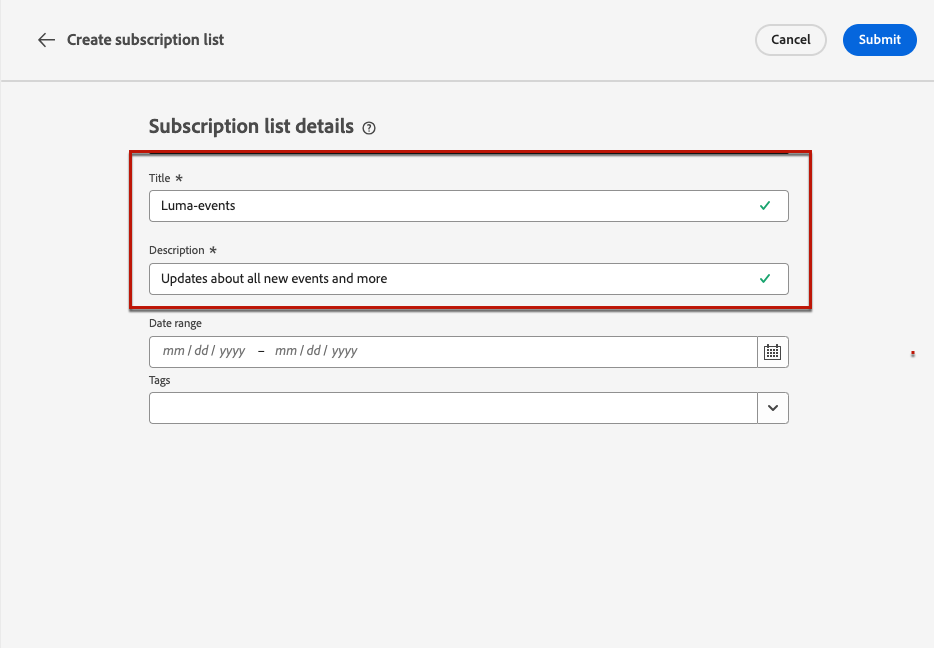 Create subscription list
Cancel
Submit
Subscription list details
Title *
Luma-events
Description *
Updates about all new events and more
Date range
mm / dd / yyyy – mm / dd / yyyy
Tags